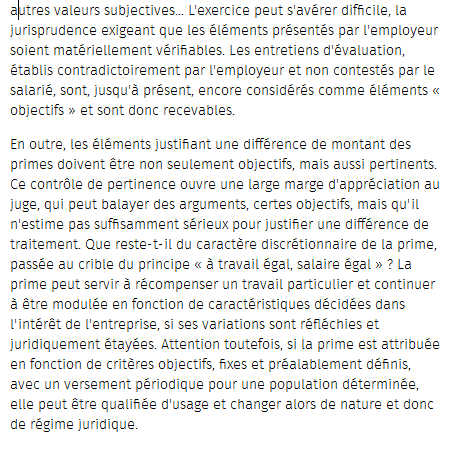 autres valeurs subjectives... L'exercice peut s'avérer difficile, la
jurisprudence exigeant que les éléments présentés par l'employeur
soient matériellement vérifiables. Les entretiens d'évaluation,
établis contradictoirement par l'employeur et non contestés par le
salarié, sont, jusqu'à présent, encore considérés comme éléments «
objectifs » et sont donc recevables.
En outre, les éléments justifiant une différence de montant des
primes doivent être non seulement objectifs, mais aussi pertinents.
Ce contrôle de pertinence ouvre une large marge d'appréciation au
juge, qui peut balayer des arguments, certes objectifs, mais qu'il
n'estime pas suffisamment sérieux pour justifier une différence de
traitement. Que reste-t-il du caractère discrétionnaire de la prime,
passée au crible du principe « à travail égal, salaire égal » ? La
prime peut servir à récompenser un travail particulier et continuer
à être modulée en fonction de caractéristiques décidées dans
l'intérêt de l'entreprise, si ses variations sont réfléchies et
juridiquement étayées. Attention toutefois, si la prime est attribuée
en fonction de critères objectifs, fixes et préalablement définis,
avec un versement périodique pour une population déterminée,
elle peut être qualifiée d'usage et changer alors de nature et donc
de régime juridique.